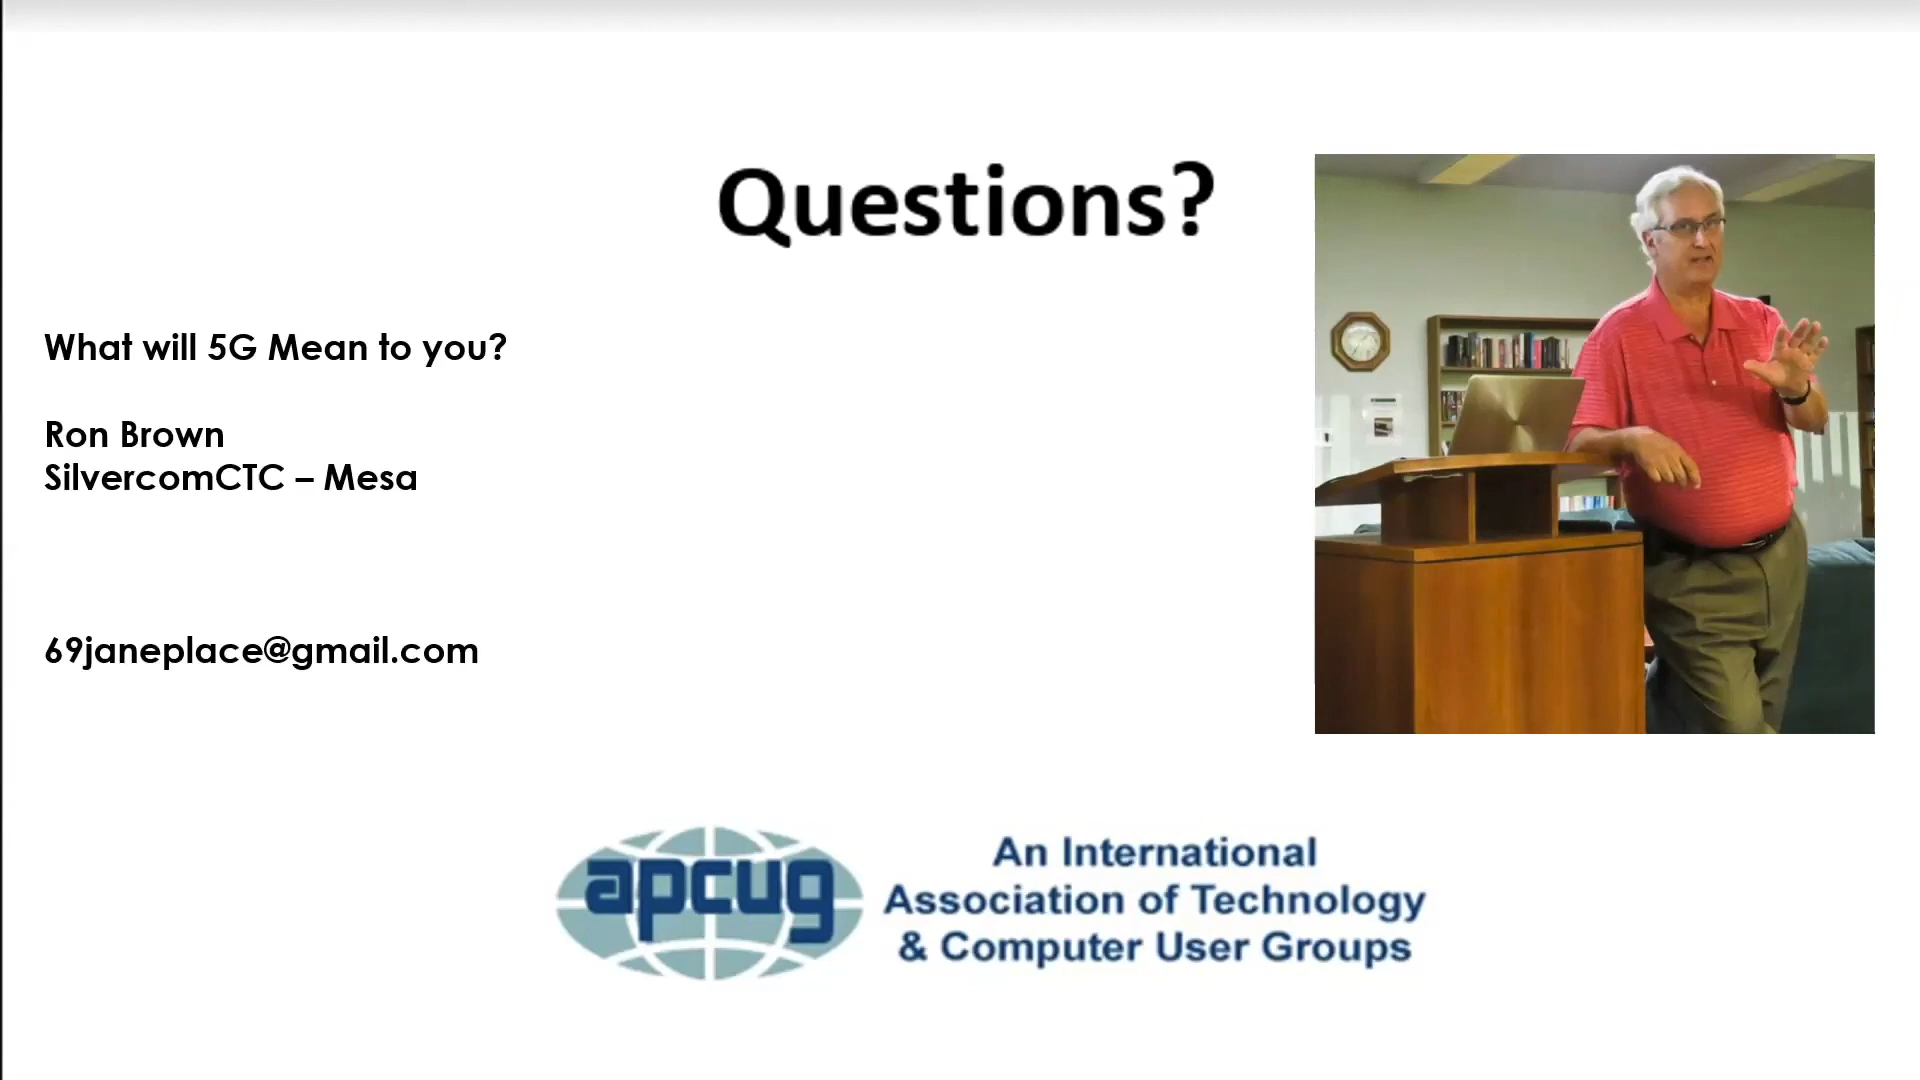 Questions?
What will 5G Mean to you?
Ron Brown
SilvercomCTC – Mesa
69janeplace@gmail.com
apcug
An International
Association of Technology
& Computer User Groups